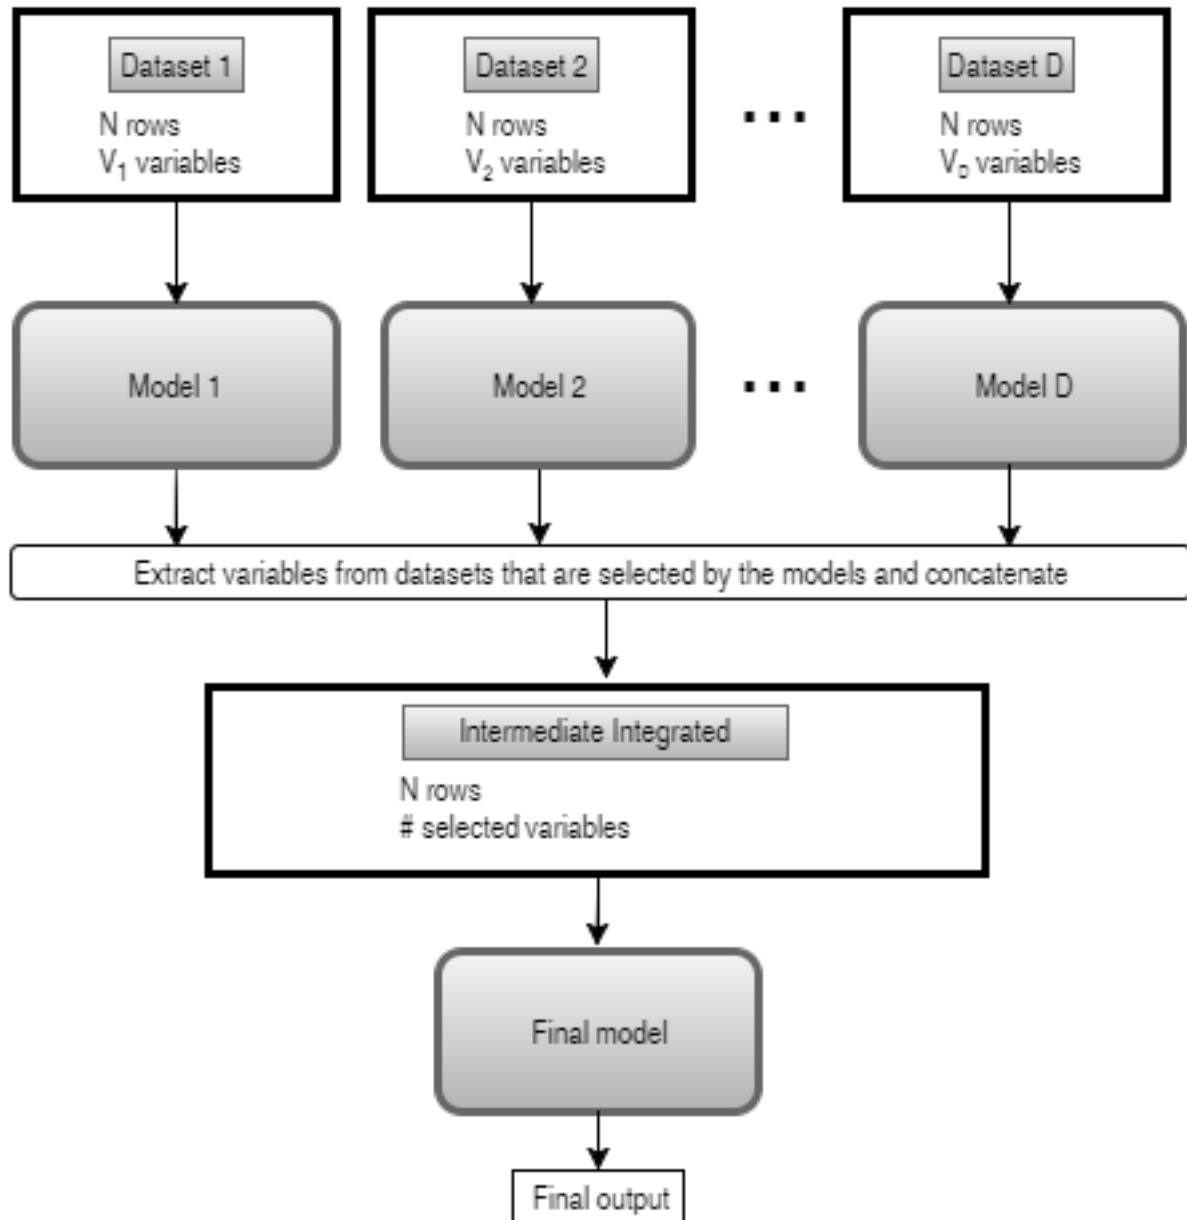 Dataset 1
Dataset 2
Dataset D
N rows
V₁ variables
N rows
V₂ variables
...
N rows
V_D variables
Model 1
Model 2
...
Model D
Extract variables from datasets that are selected by the models and concatenate
Intermediate Integrated
N rows
# selected variables
Final model
Final output